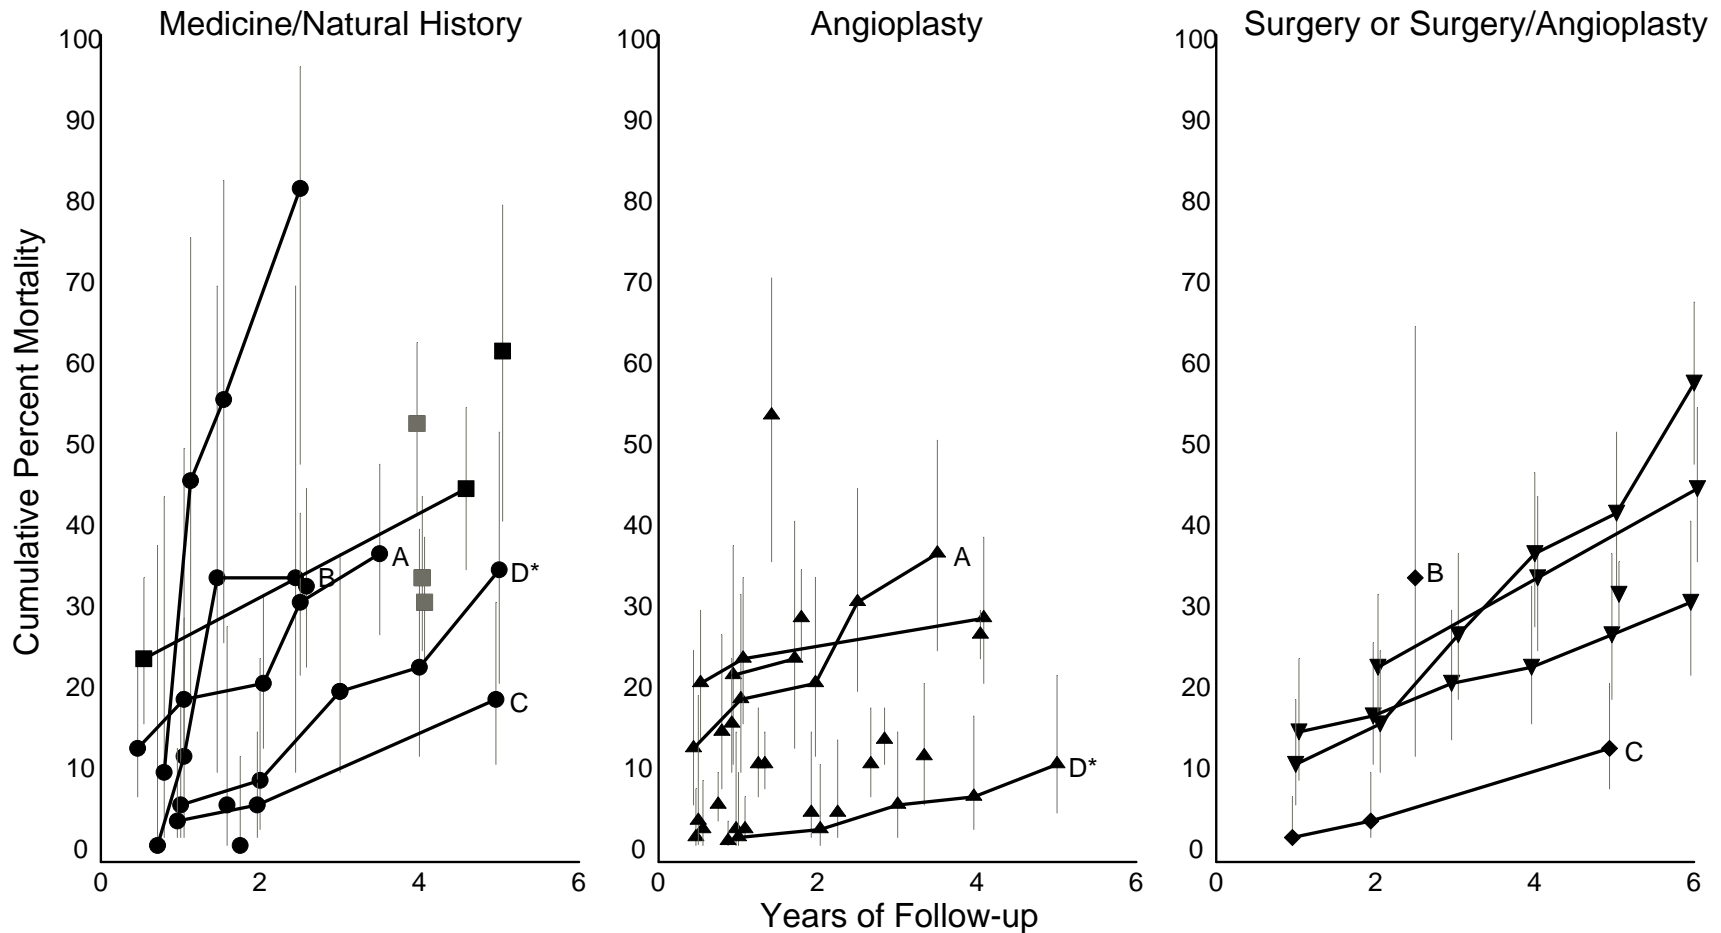 Medicine/Natural History
Angioplasty
Surgery or Surgery/Angioplasty
Cumulative Percent Mortality
100
90
80
70
60
50
40
30
20
10
0
0 2 4 6
A
B
D*
C
100
90
80
70
60
50
40
30
20
10
0
0 2 4 6
A
D*
100
90
80
70
60
50
40
30
20
10
0
0 2 4 6
B
C
Years of Follow-up